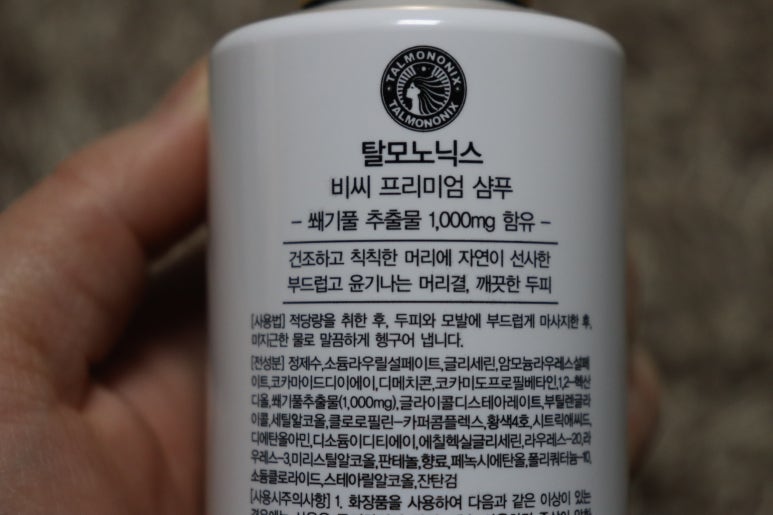 TALMONONIX
TALMONONIX
탈모노닉스
비씨 프리미엄 샴푸
- 쐐기풀 추출물 1,000mg 함유 -
건조하고 칙칙한 머리에 자연이 선사한
부드럽고 윤기나는 머리결, 깨끗한 두피
[사용법] 적당량을 취한 후, 두피와 모발에 부드럽게 마사지한 후,
미지근한 물로 말끔하게 헹구어 냅니다.
[전성분] 정제수,소듐라우릴설페이트,글리세린,암모늄라우레스설페
이트,코카마이드디이에이,디메치콘,코카미도프로필베타인,1,2-헥산
디올,쐐기풀추출물(1,000mg),글라이콜디스테아레이트,부틸렌글라
이콜,세틸알코올,클로로필린-카퍼콤플렉스,황색4호,시트릭애씨드,
디에탄올아민,디소듐이디티에이,에칠헥실글리세린,라우레스-20,라
우레스-3,미리스틸알코올,판테놀,향료,페녹시에탄올,폴리쿼터늄-10,
소듐클로라이드,스테아릴알코올,잔탄검
[사용시주의사항] 1. 화장품을 사용하여 다음과 같은 이상이 있는